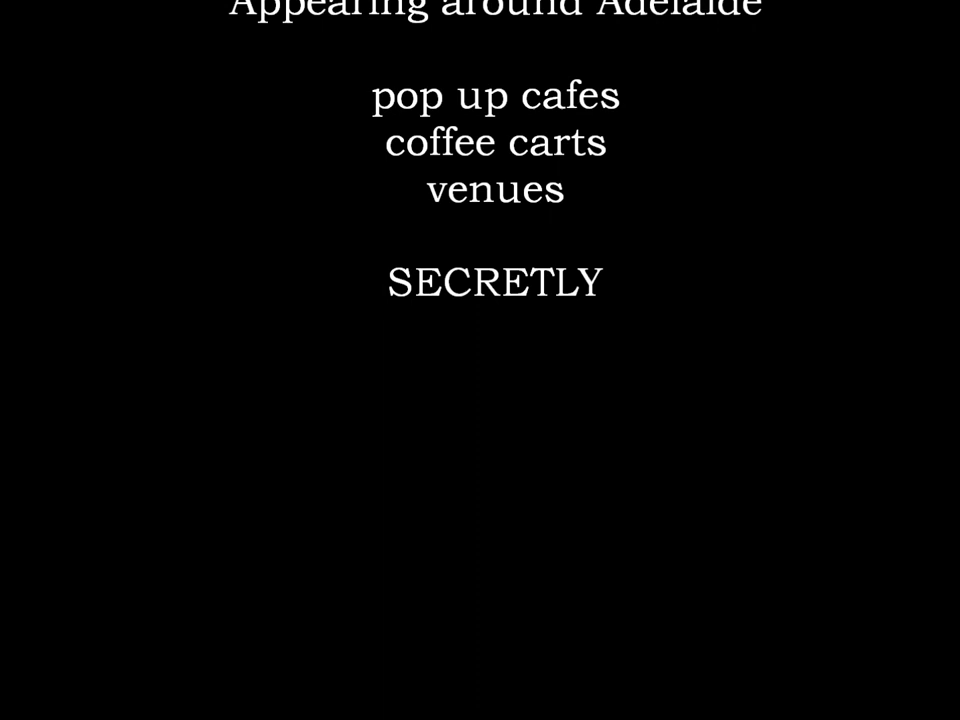 Appearing around Adelaide
pop up cafes
coffee carts
venues
SECRETLY